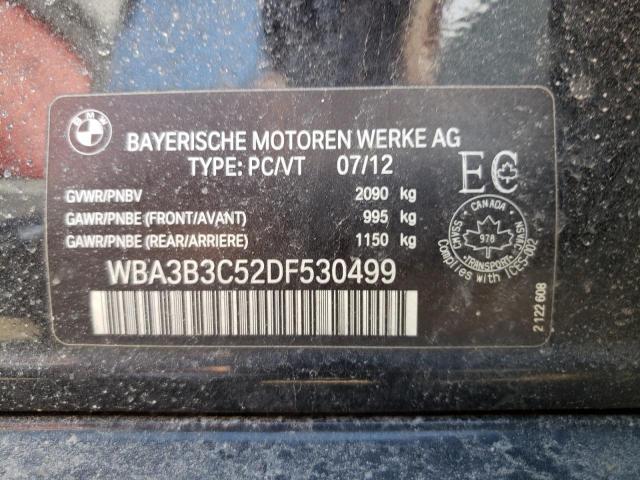 BMW
BAYERISCHE MOTOREN WERKE AG
TYPE: PC/VT 07/12
GVWR/PNBV 2090 kg
GAWR/PNBE (FRONT/AVANT) 995 kg
GAWR/PNBE (REAR/ARRIERE) 1150 kg
WBA3B3C52DF530499
EC
CANADA
CMVSS NSVAC
978
TRANSPORT
Complies with ICES-002
2 122 608